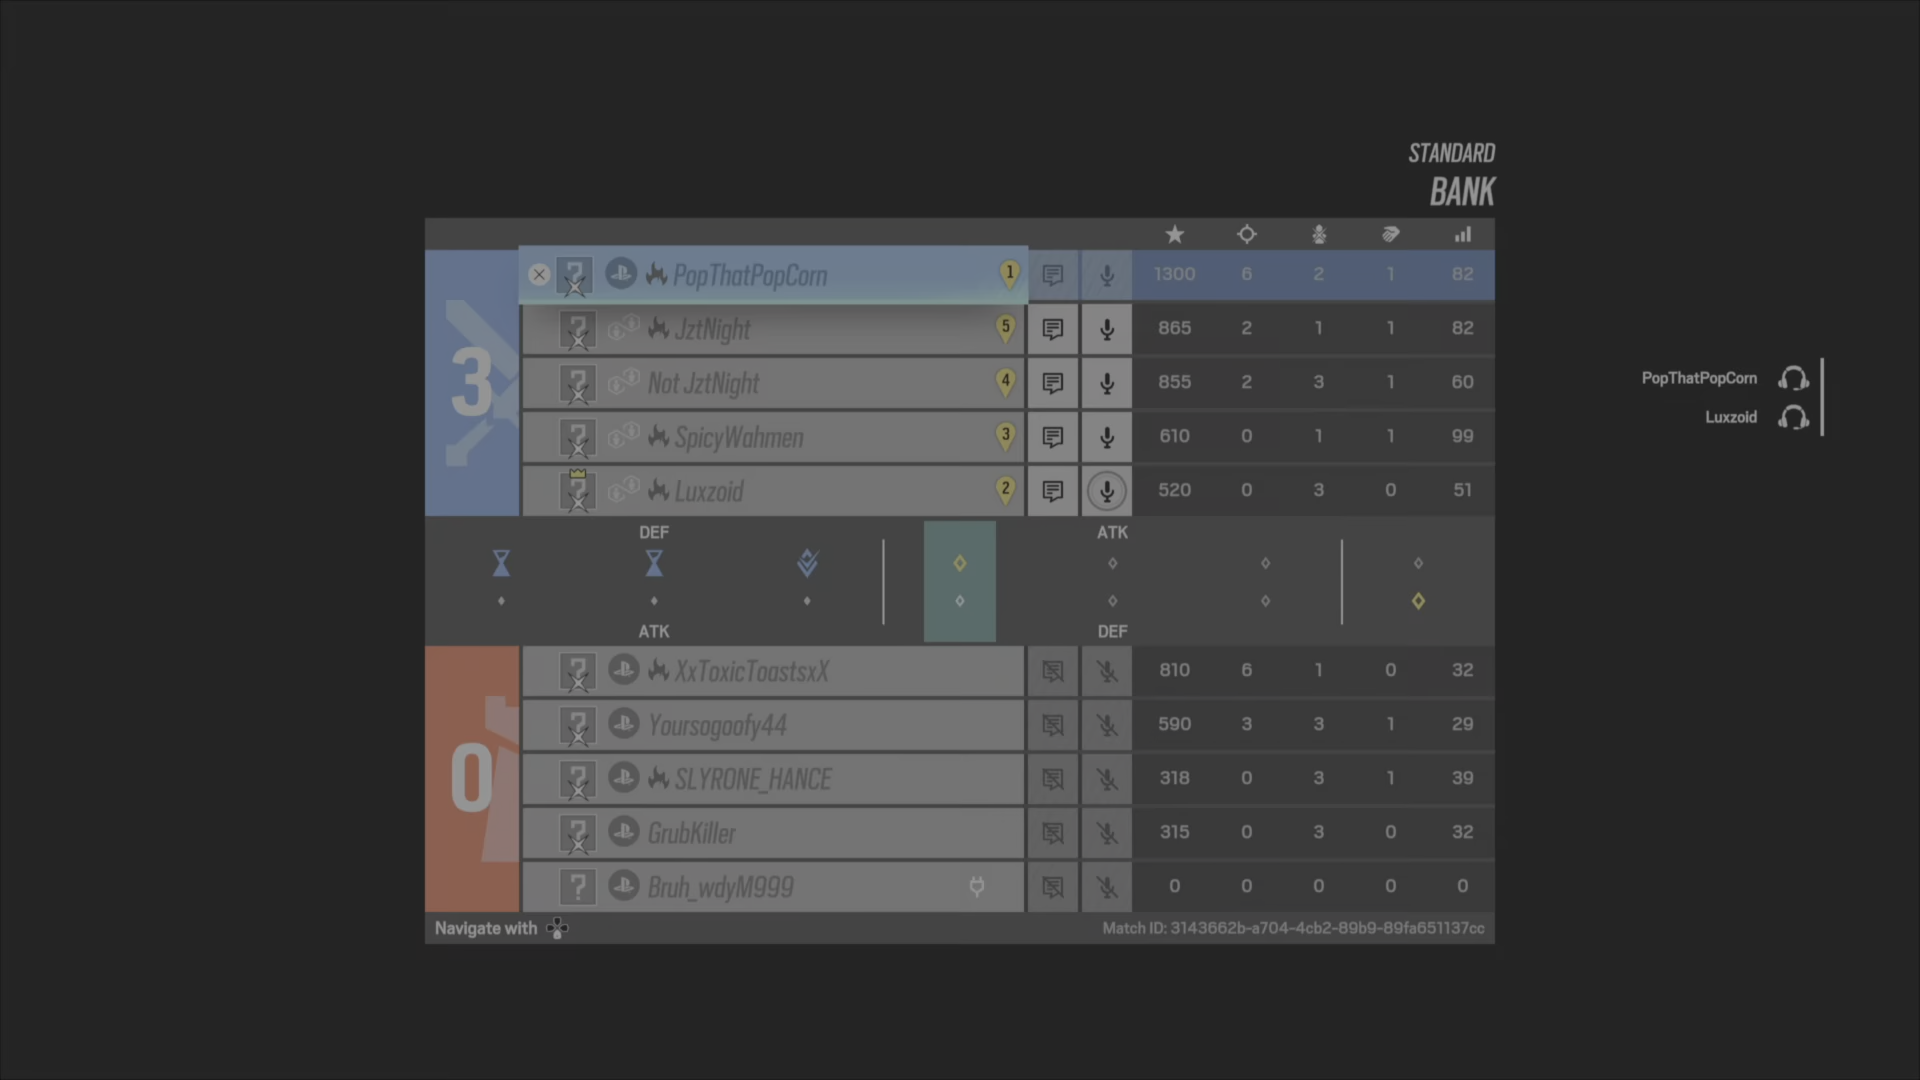 STANDARD
BANK
3
PopThatPopCorn 1 1300 6 2 1 82
JztNight 5 865 2 1 1 82
Not JztNight 4 855 2 3 1 60
SpicyWahmen 3 610 0 1 1 99
Luxzoid 2 520 0 3 0 51
PopThatPopCorn
Luxzoid
DEF ATK
ATK DEF
0
XxToxicToastsxX 810 6 1 0 32
Yoursogoofy44 590 3 3 1 29
SLYRONE_HANCE 318 0 3 1 39
GrubKiller 315 0 3 0 32
Bruh_wdyM999 0 0 0 0 0
Navigate with
Match ID: 3143662b-a704-4cb2-89b9-89fa651137cc